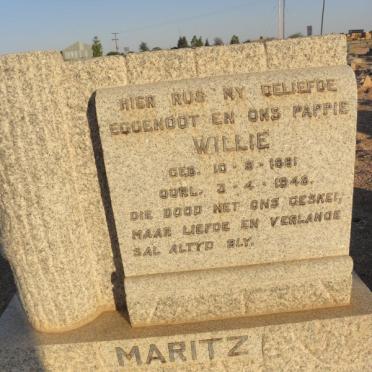 HIER RUS MY GELIEFDE
EGGENOOT EN ONS PAPPIE
WILLIE
GEB. 10-8-1881
OORL. 3-4-1948.
DIE DOOD HET ONS GESKEI,
MAAR LIEFDE EN VERLANGE
SAL ALTYD BLY.
MARITZ